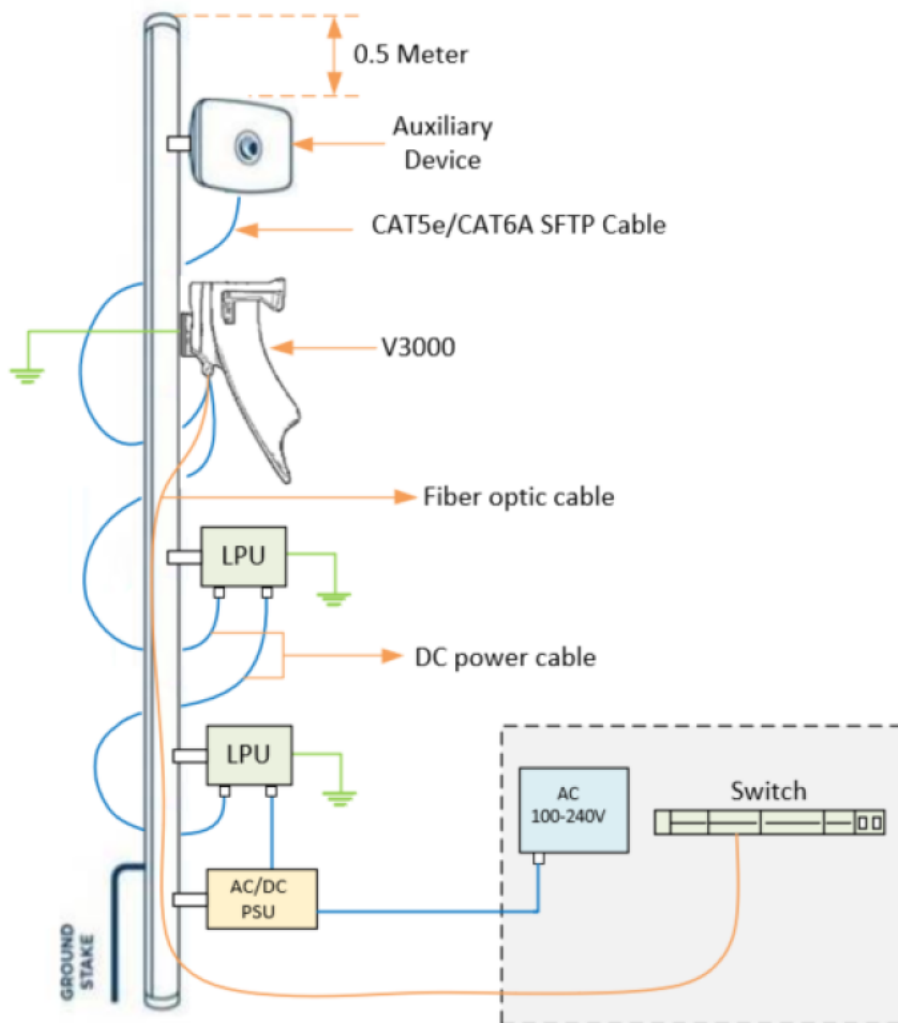 0.5 Meter
Auxiliary
Device
CAT5e/CAT6A SFTP Cable
V3000
Fiber optic cable
LPU
DC power cable
LPU
AC
100-240V
Switch
AC/DC
PSU
GROUND
STAKE